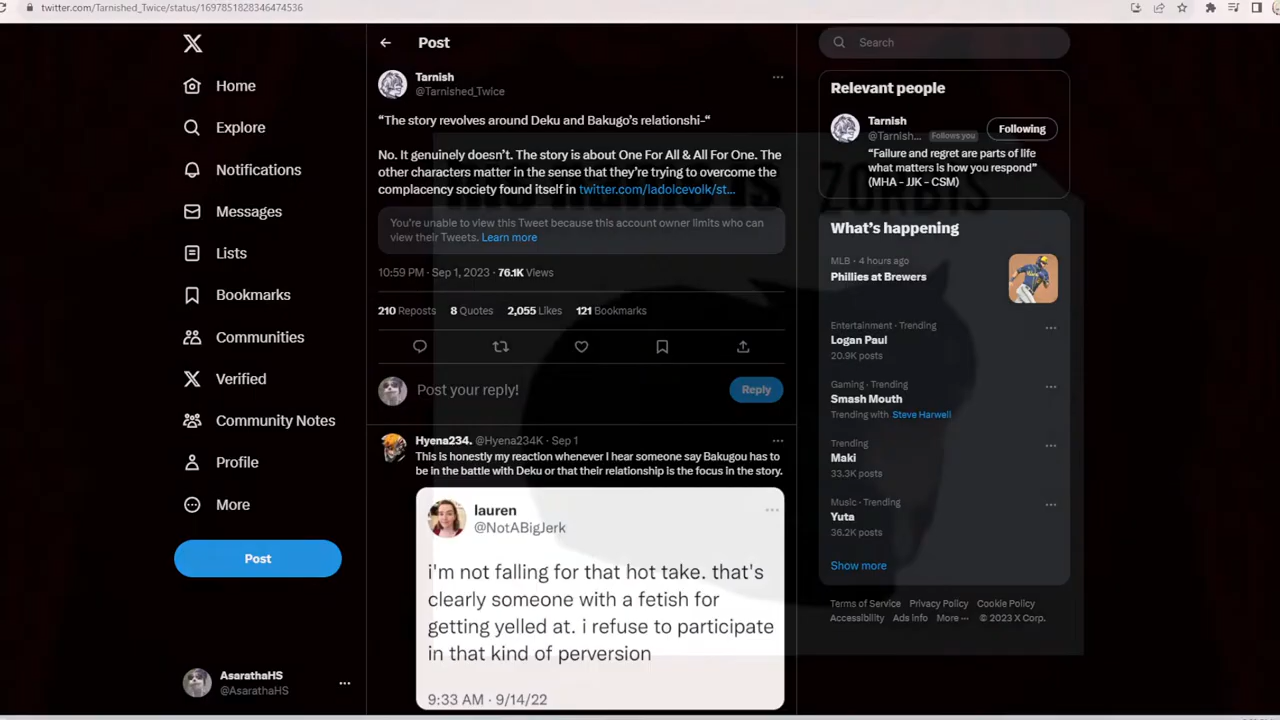 twitter.com/Tarnished_Twice/status/1697851828346474536
Home
Explore
Notifications
Messages
Lists
Bookmarks
Communities
Verified
Community Notes
Profile
More
Post
AsarathaHS
@AsarathaHS
Post
Tarnish
@Tarnished_Twice
“The story revolves around Deku and Bakugo’s relationshi-“
No. It genuinely doesn’t. The story is about One For All & All For One. The
other characters matter in the sense that they’re trying to overcome the
complacency society found itself in twitter.com/ladolcevolk/st…
You’re unable to view this Tweet because this account owner limits who can
view their Tweets. Learn more
10:59 PM · Sep 1, 2023 · 76.1K Views
210 Reposts 8 Quotes 2,055 Likes 121 Bookmarks
Post your reply!
Reply
Hyena234. @Hyena234K · Sep 1
This is honestly my reaction whenever I hear someone say Bakugou has to
be in the battle with Deku or that their relationship is the focus in the story.
lauren
@NotABigJerk
i'm not falling for that hot take. that's
clearly someone with a fetish for
getting yelled at. i refuse to participate
in that kind of perversion
9:33 AM · 9/14/22
Search
Relevant people
Tarnish
@Tarnish... Follows you
Following
“Failure and regret are parts of life
what matters is how you respond”
(MHA - JJK - CSM)
What’s happening
MLB · 4 hours ago
Phillies at Brewers
Entertainment · Trending
Logan Paul
20.9K posts
Gaming · Trending
Smash Mouth
Trending with Steve Harwell
Trending
Maki
33.3K posts
Music · Trending
Yuta
36.2K posts
Show more
Terms of Service Privacy Policy Cookie Policy
Accessibility Ads info More ··· © 2023 X Corp.